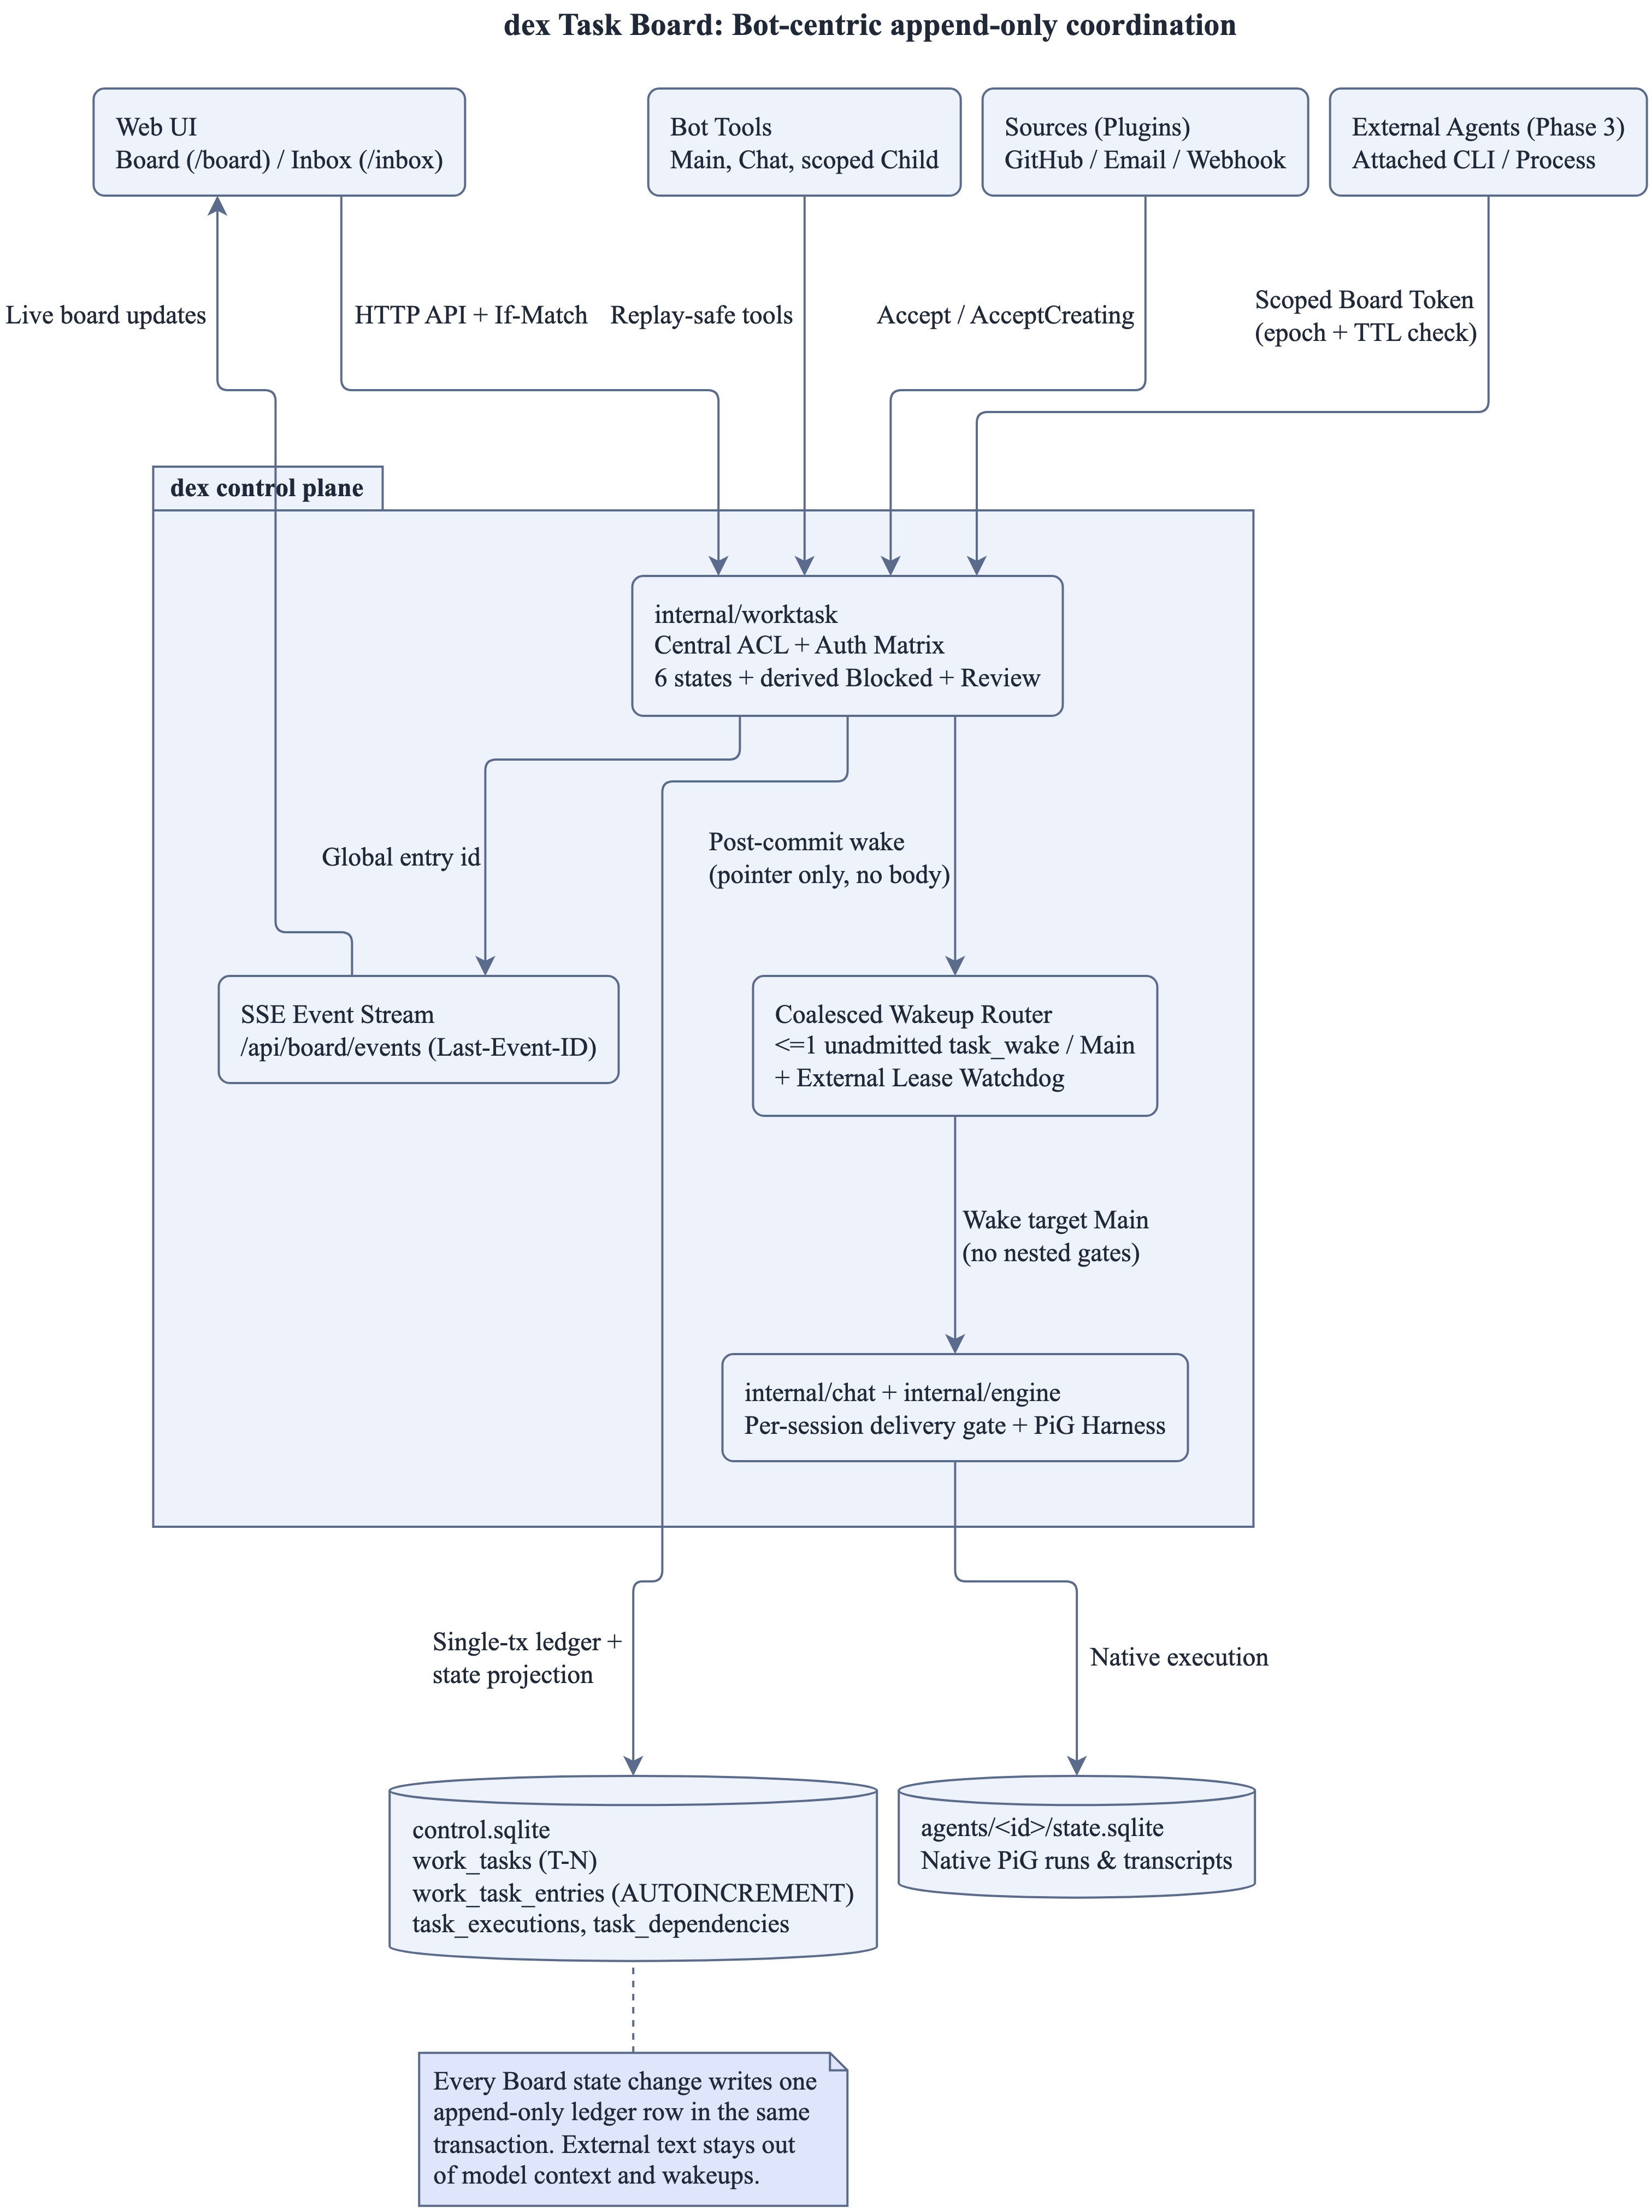 dex Task Board: Bot-centric append-only coordination
Web UI
Board (/board) / Inbox (/inbox)
Bot Tools
Main, Chat, scoped Child
Sources (Plugins)
GitHub / Email / Webhook
External Agents (Phase 3)
Attached CLI / Process
Live board updates
HTTP API + If-Match
Replay-safe tools
Accept / AcceptCreating
Scoped Board Token
(epoch + TTL check)
dex control plane
internal/worktask
Central ACL + Auth Matrix
6 states + derived Blocked + Review
Global entry id
Post-commit wake
(pointer only, no body)
SSE Event Stream
/api/board/events (Last-Event-ID)
Coalesced Wakeup Router
<=1 unadmitted task_wake / Main
+ External Lease Watchdog
Wake target Main
(no nested gates)
internal/chat + internal/engine
Per-session delivery gate + PiG Harness
Single-tx ledger +
state projection
Native execution
control.sqlite
work_tasks (T-N)
work_task_entries (AUTOINCREMENT)
task_executions, task_dependencies
agents/<id>/state.sqlite
Native PiG runs & transcripts
Every Board state change writes one
append-only ledger row in the same
transaction. External text stays out
of model context and wakeups.